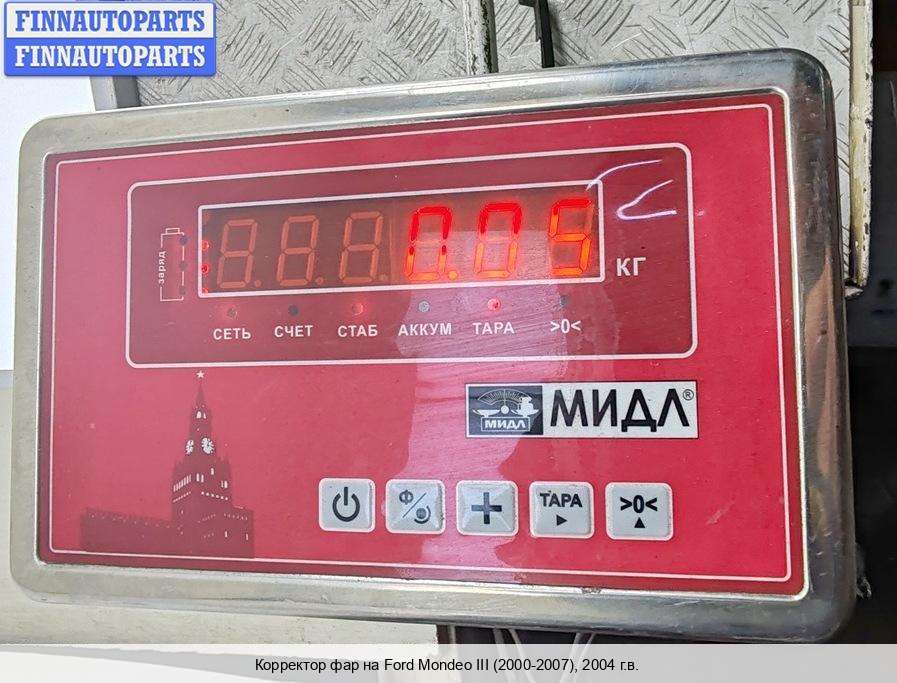 FINNAUTOPARTS
FINNAUTOPARTS
заряд
0.05
КГ
СЕТЬ СЧЕТ СТАБ АККУМ ТАРА >0<
МИДЛ МИДЛ®
Ф ТАРА >0<
Корректор фар на Ford Mondeo III (2000-2007), 2004 г.в.